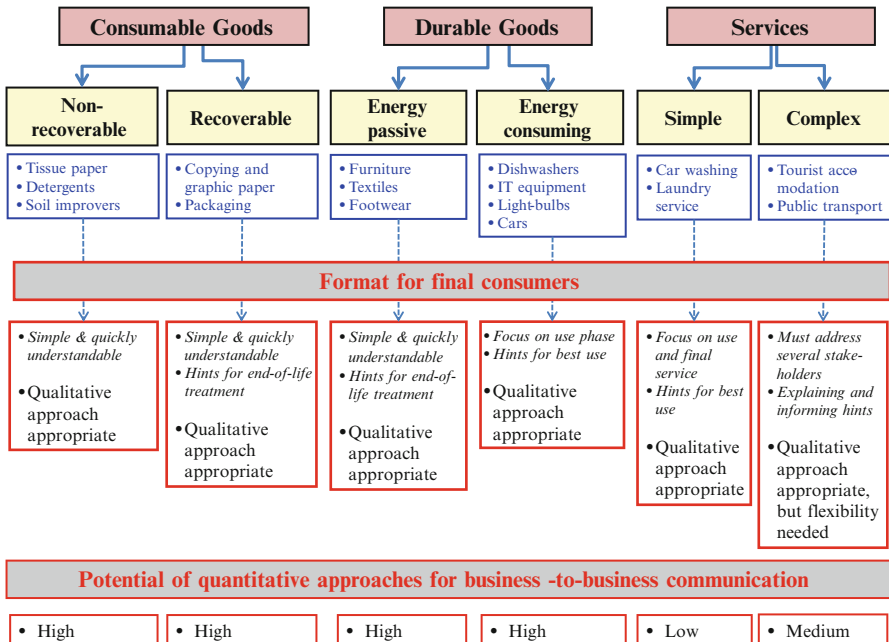 Consumable Goods
Durable Goods
Services
Non-
recoverable
Recoverable
Energy
passive
Energy
consuming
Simple
Complex
• Tissue paper
• Detergents
• Soil improvers
• Copying and
graphic paper
• Packaging
• Furniture
• Textiles
• Footwear
• Dishwashers
• IT equipment
• Light-bulbs
• Cars
• Car washing
• Laundry
service
• Tourist acco
modation
• Public transport
Format for final consumers
• Simple & quickly
understandable
• Qualitative
approach
appropriate
• Simple & quickly
understandable
• Hints for end-of-life
treatment
• Qualitative
approach
appropriate
• Simple & quickly
understandable
• Hints for end-of-
life treatment
• Qualitative
approach
appropriate
• Focus on use phase
• Hints for best use
• Qualitative
approach
appropriate
• Focus on use
and final
service
• Hints for best
use
• Qualitative
approach
appropriate
• Must address
several stake-
holders
• Explaining and
informing hints
• Qualitative
approach
appropriate,
but flexibility
needed
Potential of quantitative approaches for business -to-business communication
• High
• High
• High
• High
• Low
• Medium